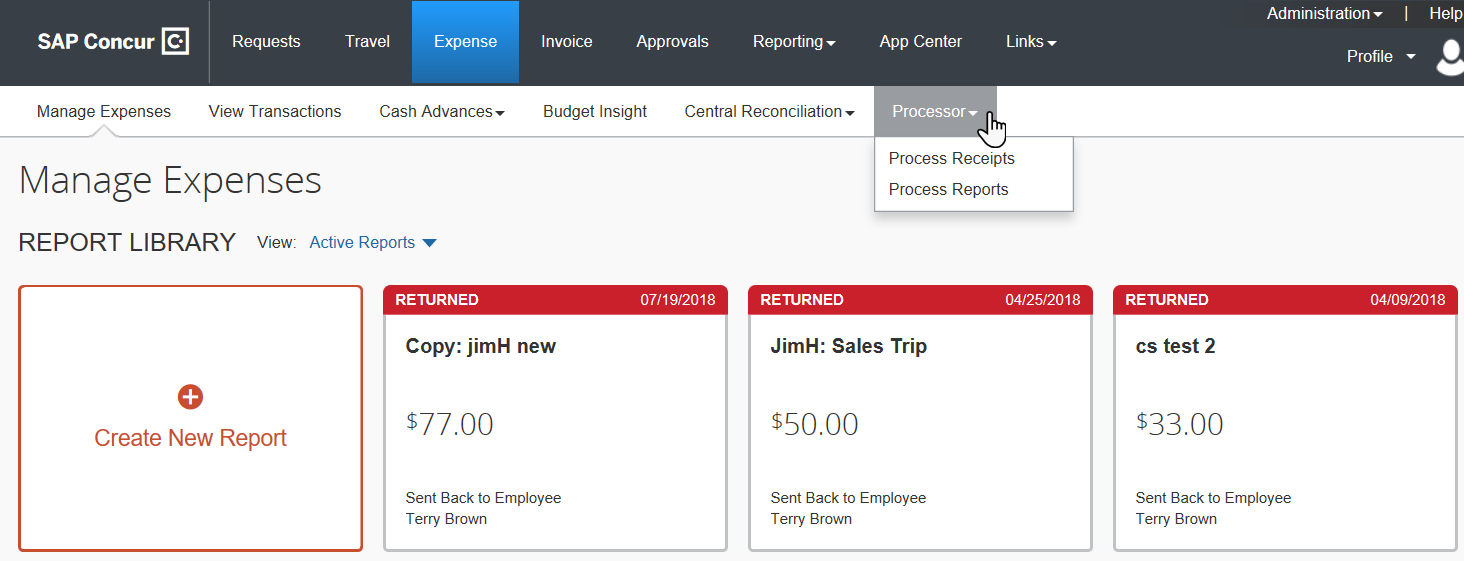 Administration | Help
SAP Concur C. Requests Travel Expense Invoice Approvals Reporting App Center Links
Profile
Manage Expenses View Transactions Cash Advances Budget Insight Central Reconciliation Processor
Process Receipts
Process Reports
Manage Expenses
REPORT LIBRARY View: Active Reports
RETURNED 07/19/2018
Copy: jimH new
$77.00
Sent Back to Employee
Terry Brown
RETURNED 04/25/2018
JimH: Sales Trip
$50.00
Sent Back to Employee
Terry Brown
RETURNED 04/09/2018
cs test 2
$33.00
Sent Back to Employee
Terry Brown
Create New Report